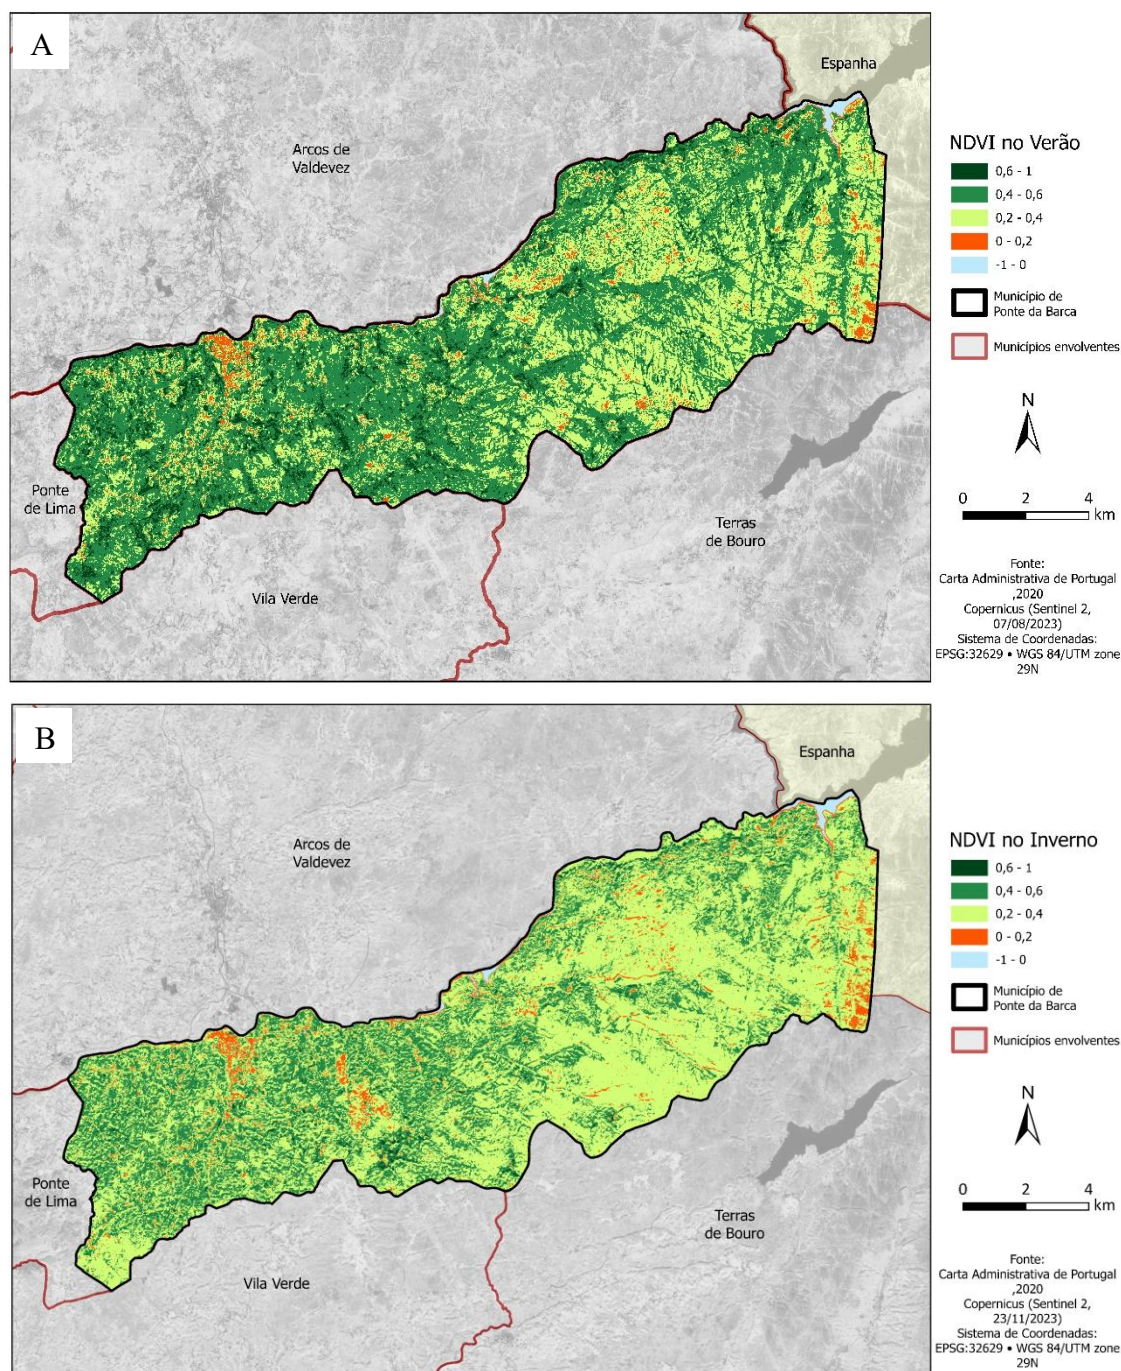 A
Espanha
Arcos de
Valdevez
Ponte
de Lima
Vila Verde
Terras
de Bouro
NDVI no Verão
0,6 - 1
0,4 - 0,6
0,2 - 0,4
0 - 0,2
-1 - 0
Município de
Ponte da Barca
Municípios envolventes
N
0 2 4
km
Fonte:
Carta Administrativa de Portugal
,2020
Copernicus (Sentinel 2,
07/08/2023)
Sistema de Coordenadas:
EPSG:32629 • WGS 84/UTM zone
29N
B
Espanha
Arcos de
Valdevez
Ponte
de Lima
Vila Verde
Terras
de Bouro
NDVI no Inverno
0,6 - 1
0,4 - 0,6
0,2 - 0,4
0 - 0,2
-1 - 0
Município de
Ponte da Barca
Municípios envolventes
N
0 2 4
km
Fonte:
Carta Administrativa de Portugal
,2020
Copernicus (Sentinel 2,
23/11/2023)
Sistema de Coordenadas:
EPSG:32629 • WGS 84/UTM zone
29N